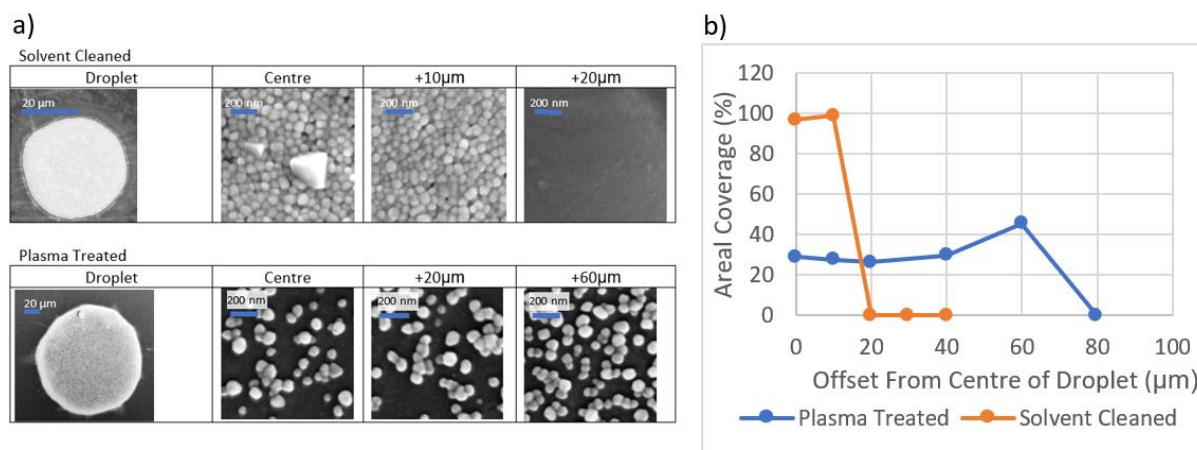 a)
Solvent Cleaned
Droplet Centre +10µm +20µm
20 µm 200 nm 200 nm 200 nm
Plasma Treated
Droplet Centre +20µm +60µm
20 µm 200 nm 200 nm 200 nm
b)
Areal Coverage (%)
120
100
80
60
40
20
0
0 20 40 60 80 100
Offset From Centre of Droplet (µm)
Plasma Treated Solvent Cleaned